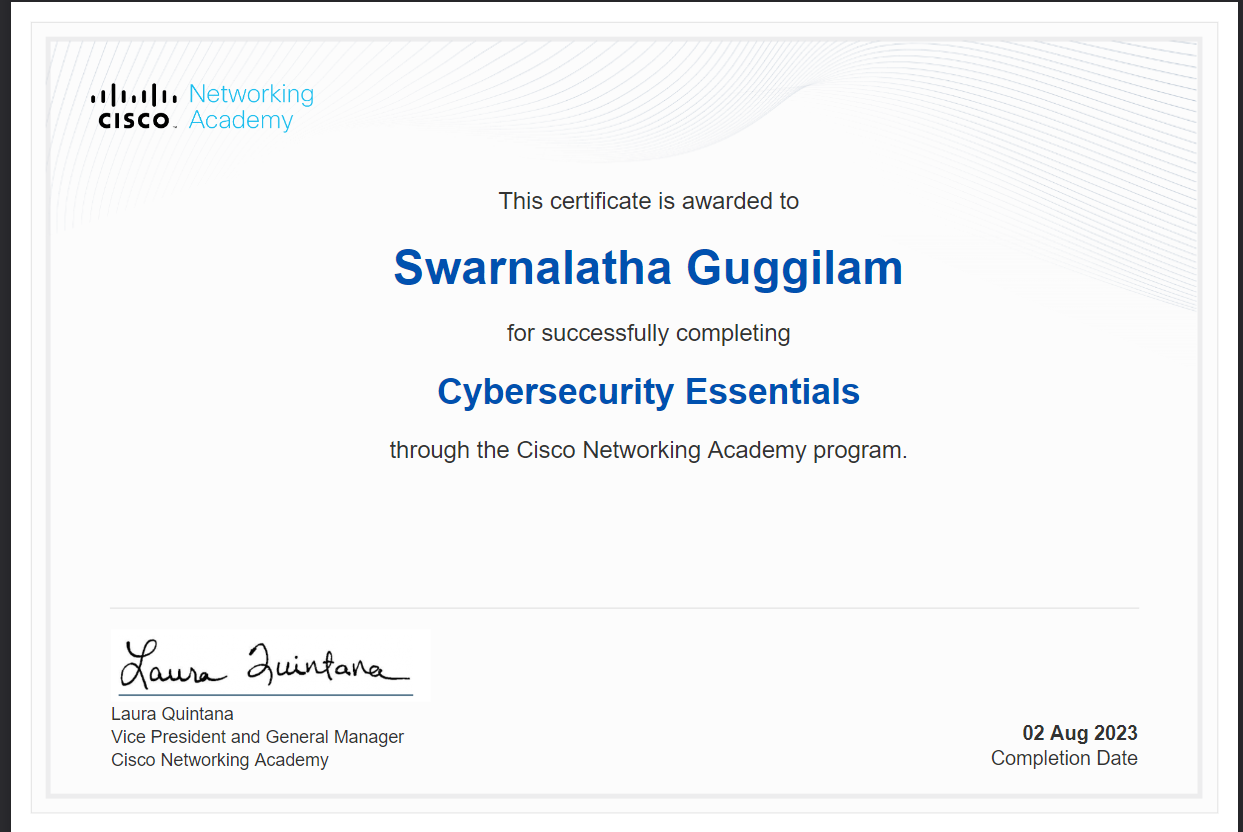 Networking
CISCO Academy
This certificate is awarded to
Swarnalatha Guggilam
for successfully completing
Cybersecurity Essentials
through the Cisco Networking Academy program.
Laura Quintana
Laura Quintana
Vice President and General Manager
Cisco Networking Academy
02 Aug 2023
Completion Date